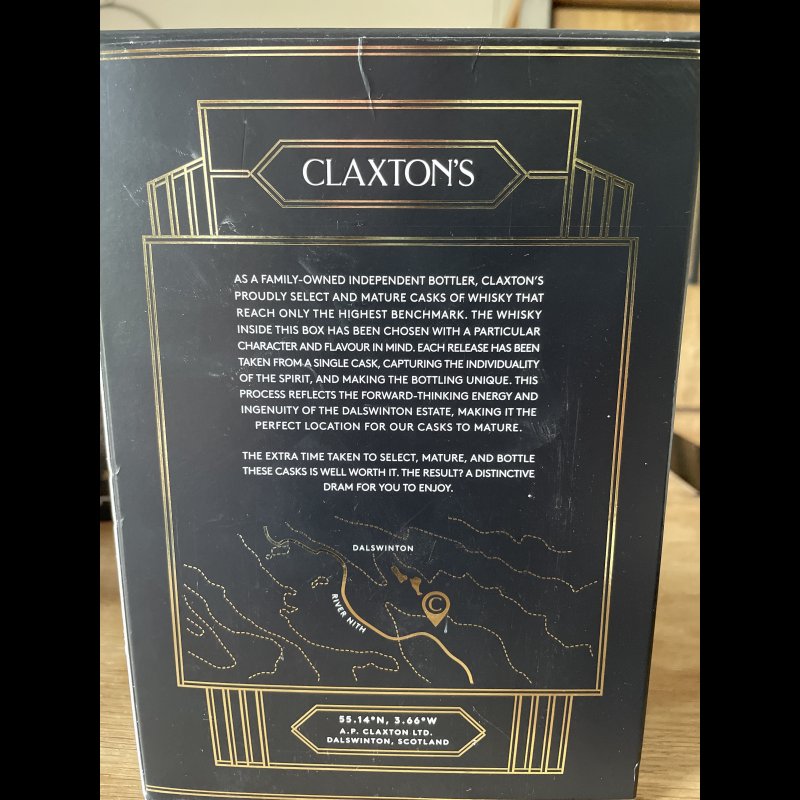 CLAXTON'S
AS A FAMILY-OWNED INDEPENDENT BOTTLER, CLAXTON'S
PROUDLY SELECT AND MATURE CASKS OF WHISKY THAT
REACH ONLY THE HIGHEST BENCHMARK. THE WHISKY
INSIDE THIS BOX HAS BEEN CHOSEN WITH A PARTICULAR
CHARACTER AND FLAVOUR IN MIND. EACH RELEASE HAS BEEN
TAKEN FROM A SINGLE CASK, CAPTURING THE INDIVIDUALITY
OF THE SPIRIT, AND MAKING THE BOTTLING UNIQUE. THIS
PROCESS REFLECTS THE FORWARD-THINKING ENERGY AND
INGENUITY OF THE DALSWINTON ESTATE, MAKING IT THE
PERFECT LOCATION FOR OUR CASKS TO MATURE.
THE EXTRA TIME TAKEN TO SELECT, MATURE, AND BOTTLE
THESE CASKS IS WELL WORTH IT. THE RESULT? A DISTINCTIVE
DRAM FOR YOU TO ENJOY.
DALSWINTON
C
RIVER NITH
55.14°N, 3.66°W
A.P. CLAXTON LTD.
DALSWINTON, SCOTLAND